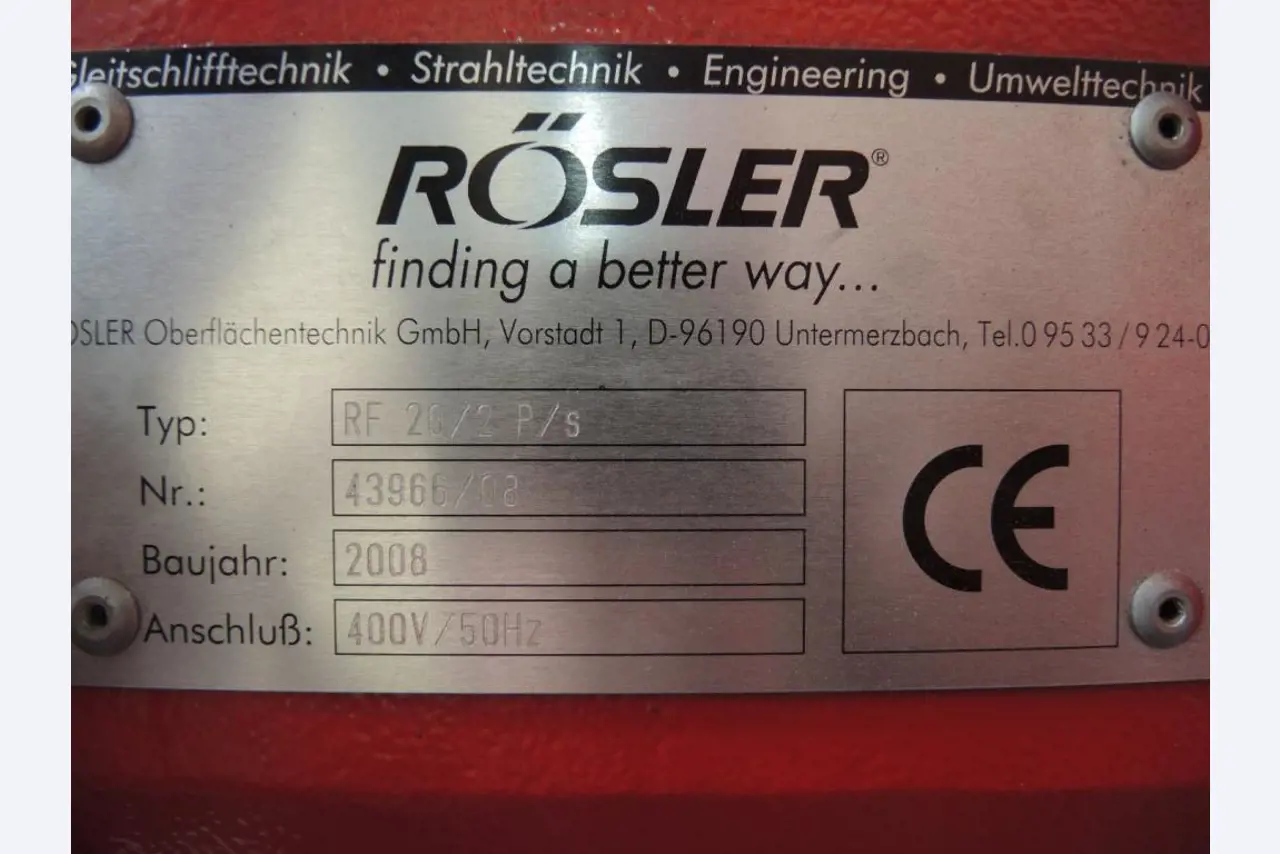 Gleitschlifftechnik • Strahltechnik • Engineering • Umwelttechnik
RÖSLER®
finding a better way...
ÖSLER Oberflächentechnik GmbH, Vorstadt 1, D-96190 Untermerzbach, Tel.0 95 33/9 24-0
Typ: RF 20/2 P/s
Nr.: 43966/08
Baujahr: 2008
Anschluß: 400V/50Hz
CE